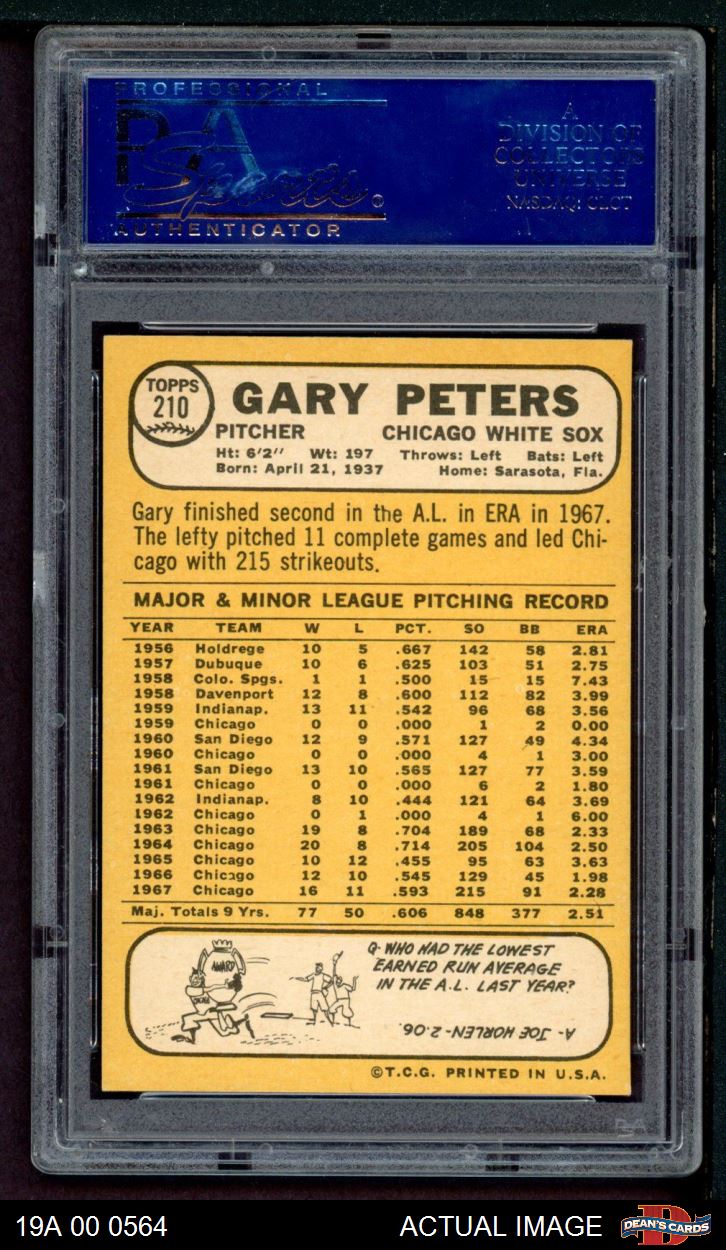 PROFESSIONAL
PSA
Sports
AUTHENTICATOR
A
DIVISION OF
COLLECTORS
UNIVERSE
NASDAQ: CLCT
TOPPS
210
GARY PETERS
PITCHER CHICAGO WHITE SOX
Ht: 6'2" Wt: 197 Throws: Left Bats: Left
Born: April 21, 1937 Home: Sarasota, Fla.
Gary finished second in the A.L. in ERA in 1967.
The lefty pitched 11 complete games and led Chi-
cago with 215 strikeouts.
MAJOR & MINOR LEAGUE PITCHING RECORD
YEAR TEAM W L PCT. SO BB ERA
1956 Holdrege 10 5 .667 142 58 2.81
1957 Dubuque 10 6 .625 103 51 2.75
1958 Colo. Spgs. 1 1 .500 15 15 7.43
1958 Davenport 12 8 .600 112 82 3.99
1959 Indianap. 13 11 .542 96 68 3.56
1959 Chicago 0 0 .000 1 2 0.00
1960 San Diego 12 9 .571 127 49 4.34
1960 Chicago 0 0 .000 4 1 3.00
1961 San Diego 13 10 .565 127 77 3.59
1961 Chicago 0 0 .000 6 2 1.80
1962 Indianap. 8 10 .444 121 64 3.69
1962 Chicago 0 1 .000 4 1 6.00
1963 Chicago 19 8 .704 189 68 2.33
1964 Chicago 20 8 .714 205 104 2.50
1965 Chicago 10 12 .455 95 63 3.63
1966 Chicago 12 10 .545 129 45 1.98
1967 Chicago 16 11 .593 215 91 2.28
Maj. Totals 9 Yrs. 77 50 .606 848 377 2.51
AWARD
Q- WHO HAD THE LOWEST
EARNED RUN AVERAGE
IN THE A.L. LAST YEAR?
A- JOE HORLEN-2.06.
©T.C.G. PRINTED IN U.S.A.
PSA
19A 00 0564 ACTUAL IMAGE
DEAN'S CARDS